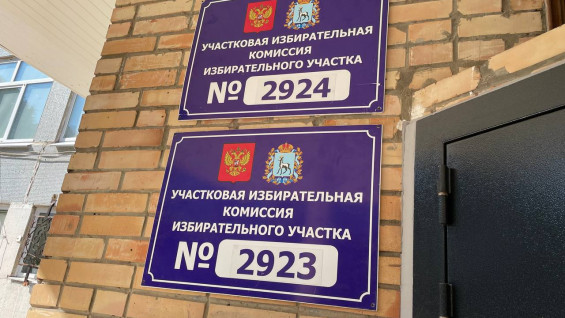 УЧАСТКОВАЯ ИЗБИРАТЕЛЬНАЯ
КОМИССИЯ
ИЗБИРАТЕЛЬНОГО УЧАСТКА
№ 2924
УЧАСТКОВАЯ ИЗБИРАТЕЛЬНАЯ
КОМИССИЯ
ИЗБИРАТЕЛЬНОГО УЧАСТКА
№ 2923